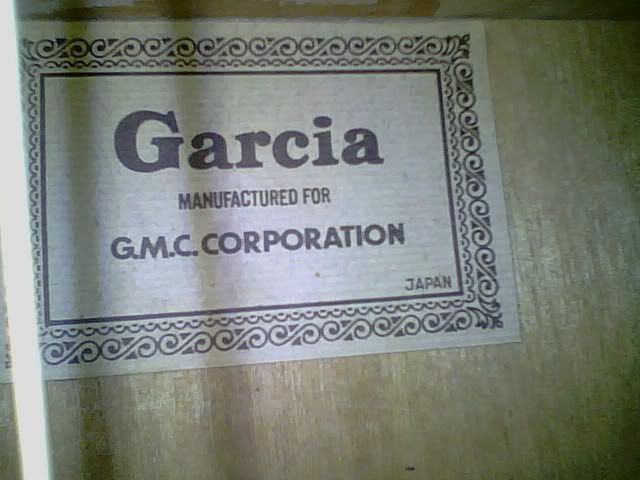 Garcia
MANUFACTURED FOR
G.M.C. CORPORATION
JAPAN